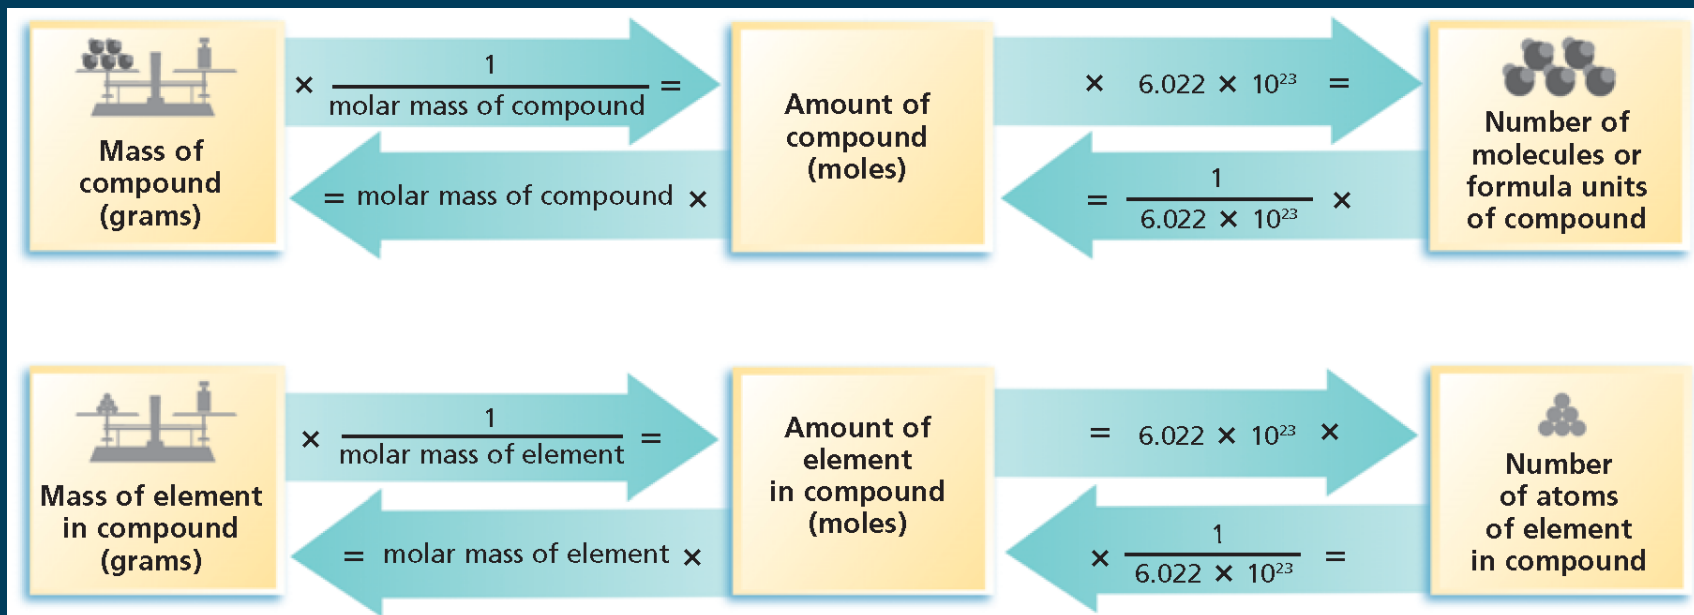 Mass of
compound
(grams)
× 1 / molar mass of compound =
= molar mass of compound ×
Amount of
compound
(moles)
× 6.022 × 10²³ =
= 1 / 6.022 × 10²³ ×
Number of
molecules or
formula units
of compound
Mass of element
in compound
(grams)
× 1 / molar mass of element =
= molar mass of element ×
Amount of
element
in compound
(moles)
= 6.022 × 10²³ ×
× 1 / 6.022 × 10²³ =
Number
of atoms
of element
in compound